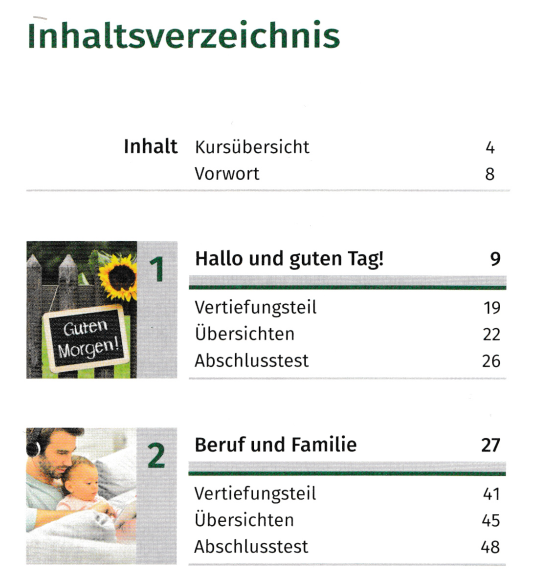 Inhaltsverzeichnis
Inhalt Kursübersicht 4
Vorwort 8
1 Hallo und guten Tag! 9
Guten
Morgen!
Vertiefungsteil 19
Übersichten 22
Abschlusstest 26
2 Beruf und Familie 27
Vertiefungsteil 41
Übersichten 45
Abschlusstest 48